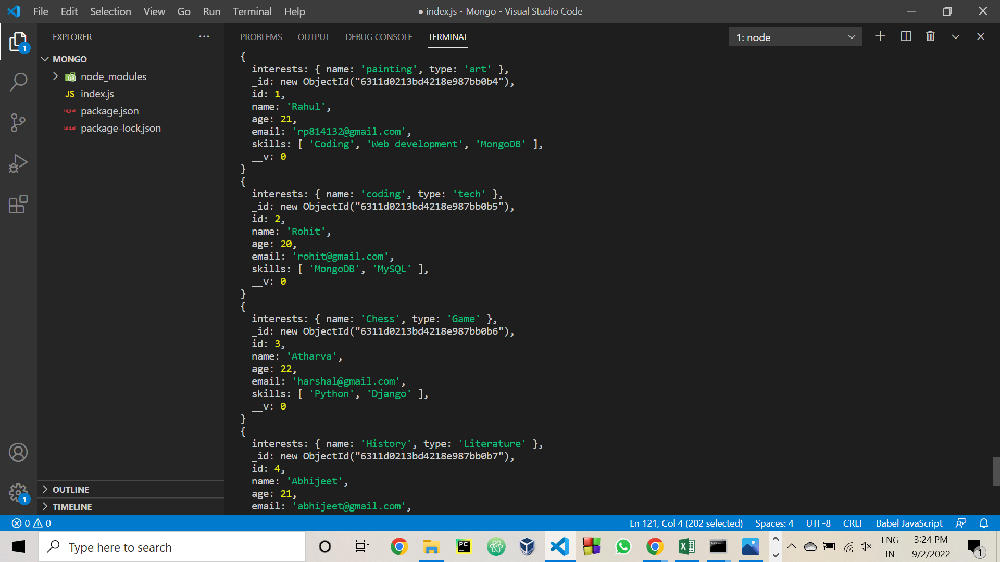 File Edit Selection View Go Run Terminal Help
● index.js - Mongo - Visual Studio Code
EXPLORER
PROBLEMS OUTPUT DEBUG CONSOLE TERMINAL
1: node
1
MONGO
node_modules
JS index.js
package.json
package-lock.json
{
interests: { name: 'painting', type: 'art' },
_id: new ObjectId("6311d0213bd4218e987bb0b4"),
id: 1,
name: 'Rahul',
age: 21,
email: 'rp814132@gmail.com',
skills: [ 'Coding', 'Web development', 'MongoDB' ],
__v: 0
}
{
interests: { name: 'coding', type: 'tech' },
_id: new ObjectId("6311d0213bd4218e987bb0b5"),
id: 2,
name: 'Rohit',
age: 20,
email: 'rohit@gmail.com',
skills: [ 'MongoDB', 'MySQL' ],
__v: 0
}
{
interests: { name: 'Chess', type: 'Game' },
_id: new ObjectId("6311d0213bd4218e987bb0b6"),
id: 3,
name: 'Atharva',
age: 22,
email: 'harshal@gmail.com',
skills: [ 'Python', 'Django' ],
__v: 0
}
{
interests: { name: 'History', type: 'Literature' },
_id: new ObjectId("6311d0213bd4218e987bb0b7"),
id: 4,
name: 'Abhijeet',
age: 21,
email: 'abhijeet@gmail.com',
OUTLINE
1
TIMELINE
0 0
Ln 121, Col 4 (202 selected) Spaces: 4 UTF-8 CRLF Babel JavaScript
Type here to search
PC
ENG
IN
3:24 PM
9/2/2022
1